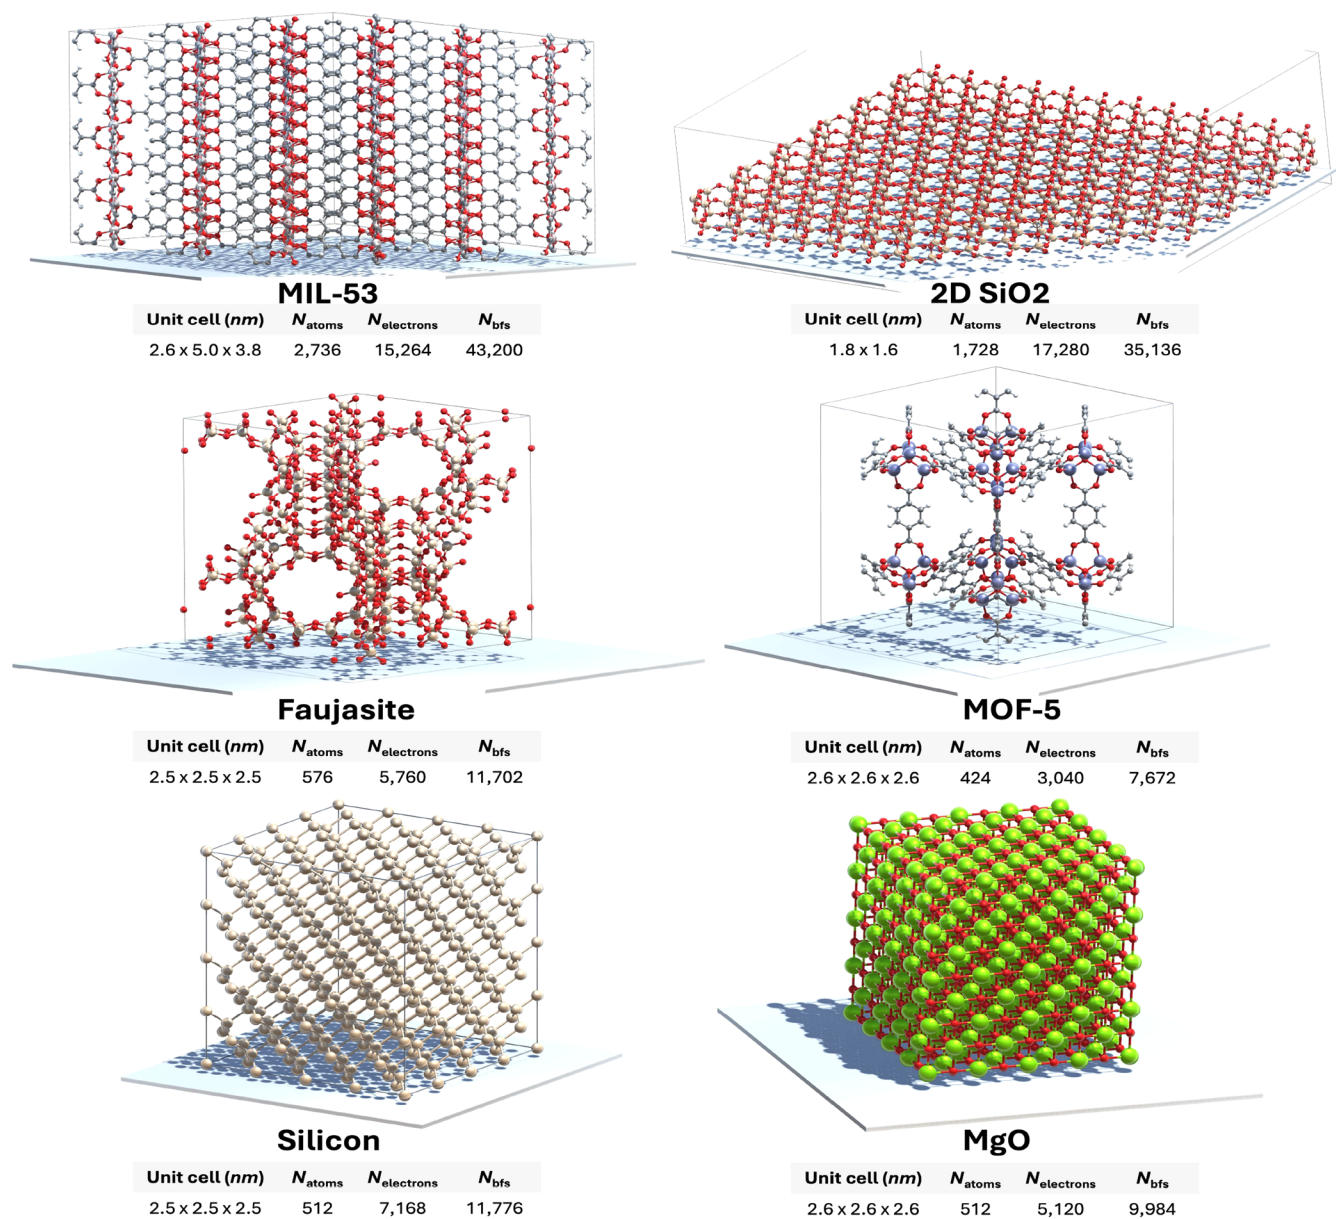 MIL-53
Unit cell (nm) Natoms Nelectrons Nbfs
2.6 x 5.0 x 3.8 2,736 15,264 43,200
2D SiO2
Unit cell (nm) Natoms Nelectrons Nbfs
1.8 x 1.6 1,728 17,280 35,136
Faujasite
Unit cell (nm) Natoms Nelectrons Nbfs
2.5 x 2.5 x 2.5 576 5,760 11,702
MOF-5
Unit cell (nm) Natoms Nelectrons Nbfs
2.6 x 2.6 x 2.6 424 3,040 7,672
Silicon
Unit cell (nm) Natoms Nelectrons Nbfs
2.5 x 2.5 x 2.5 512 7,168 11,776
MgO
Unit cell (nm) Natoms Nelectrons Nbfs
2.6 x 2.6 x 2.6 512 5,120 9,984